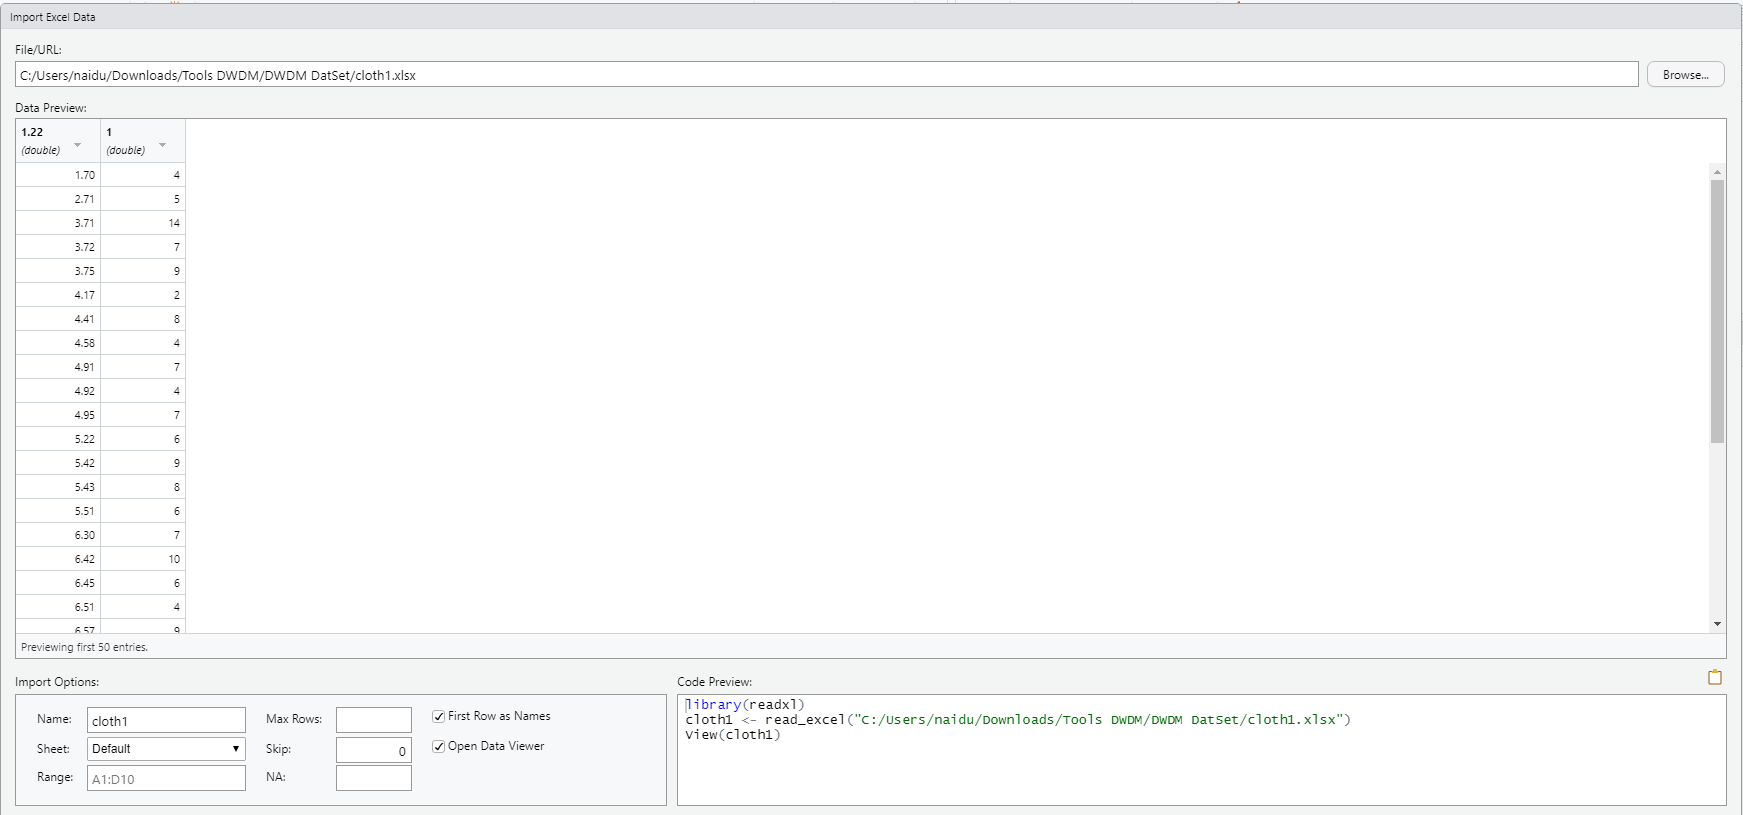 Import Excel Data
File/URL:
C:/Users/naidu/Downloads/Tools DWDM/DWDM DatSet/cloth1.xlsx
Browse...
Data Preview:
1.22 1
(double) (double)
1.70 4
2.71 5
3.71 14
3.72 7
3.75 9
4.17 2
4.41 8
4.58 4
4.91 7
4.92 4
4.95 7
5.22 6
5.42 9
5.43 8
5.51 6
6.30 7
6.42 10
6.45 6
6.51 4
6.57 9
Previewing first 50 entries.
Import Options:
Name: cloth1
Max Rows:
First Row as Names
Sheet: Default
Skip: 0
Open Data Viewer
Range: A1:D10
NA:
Code Preview:
library(readxl)
cloth1 <- read_excel("C:/Users/naidu/Downloads/Tools DWDM/DWDM DatSet/cloth1.xlsx")
View(cloth1)